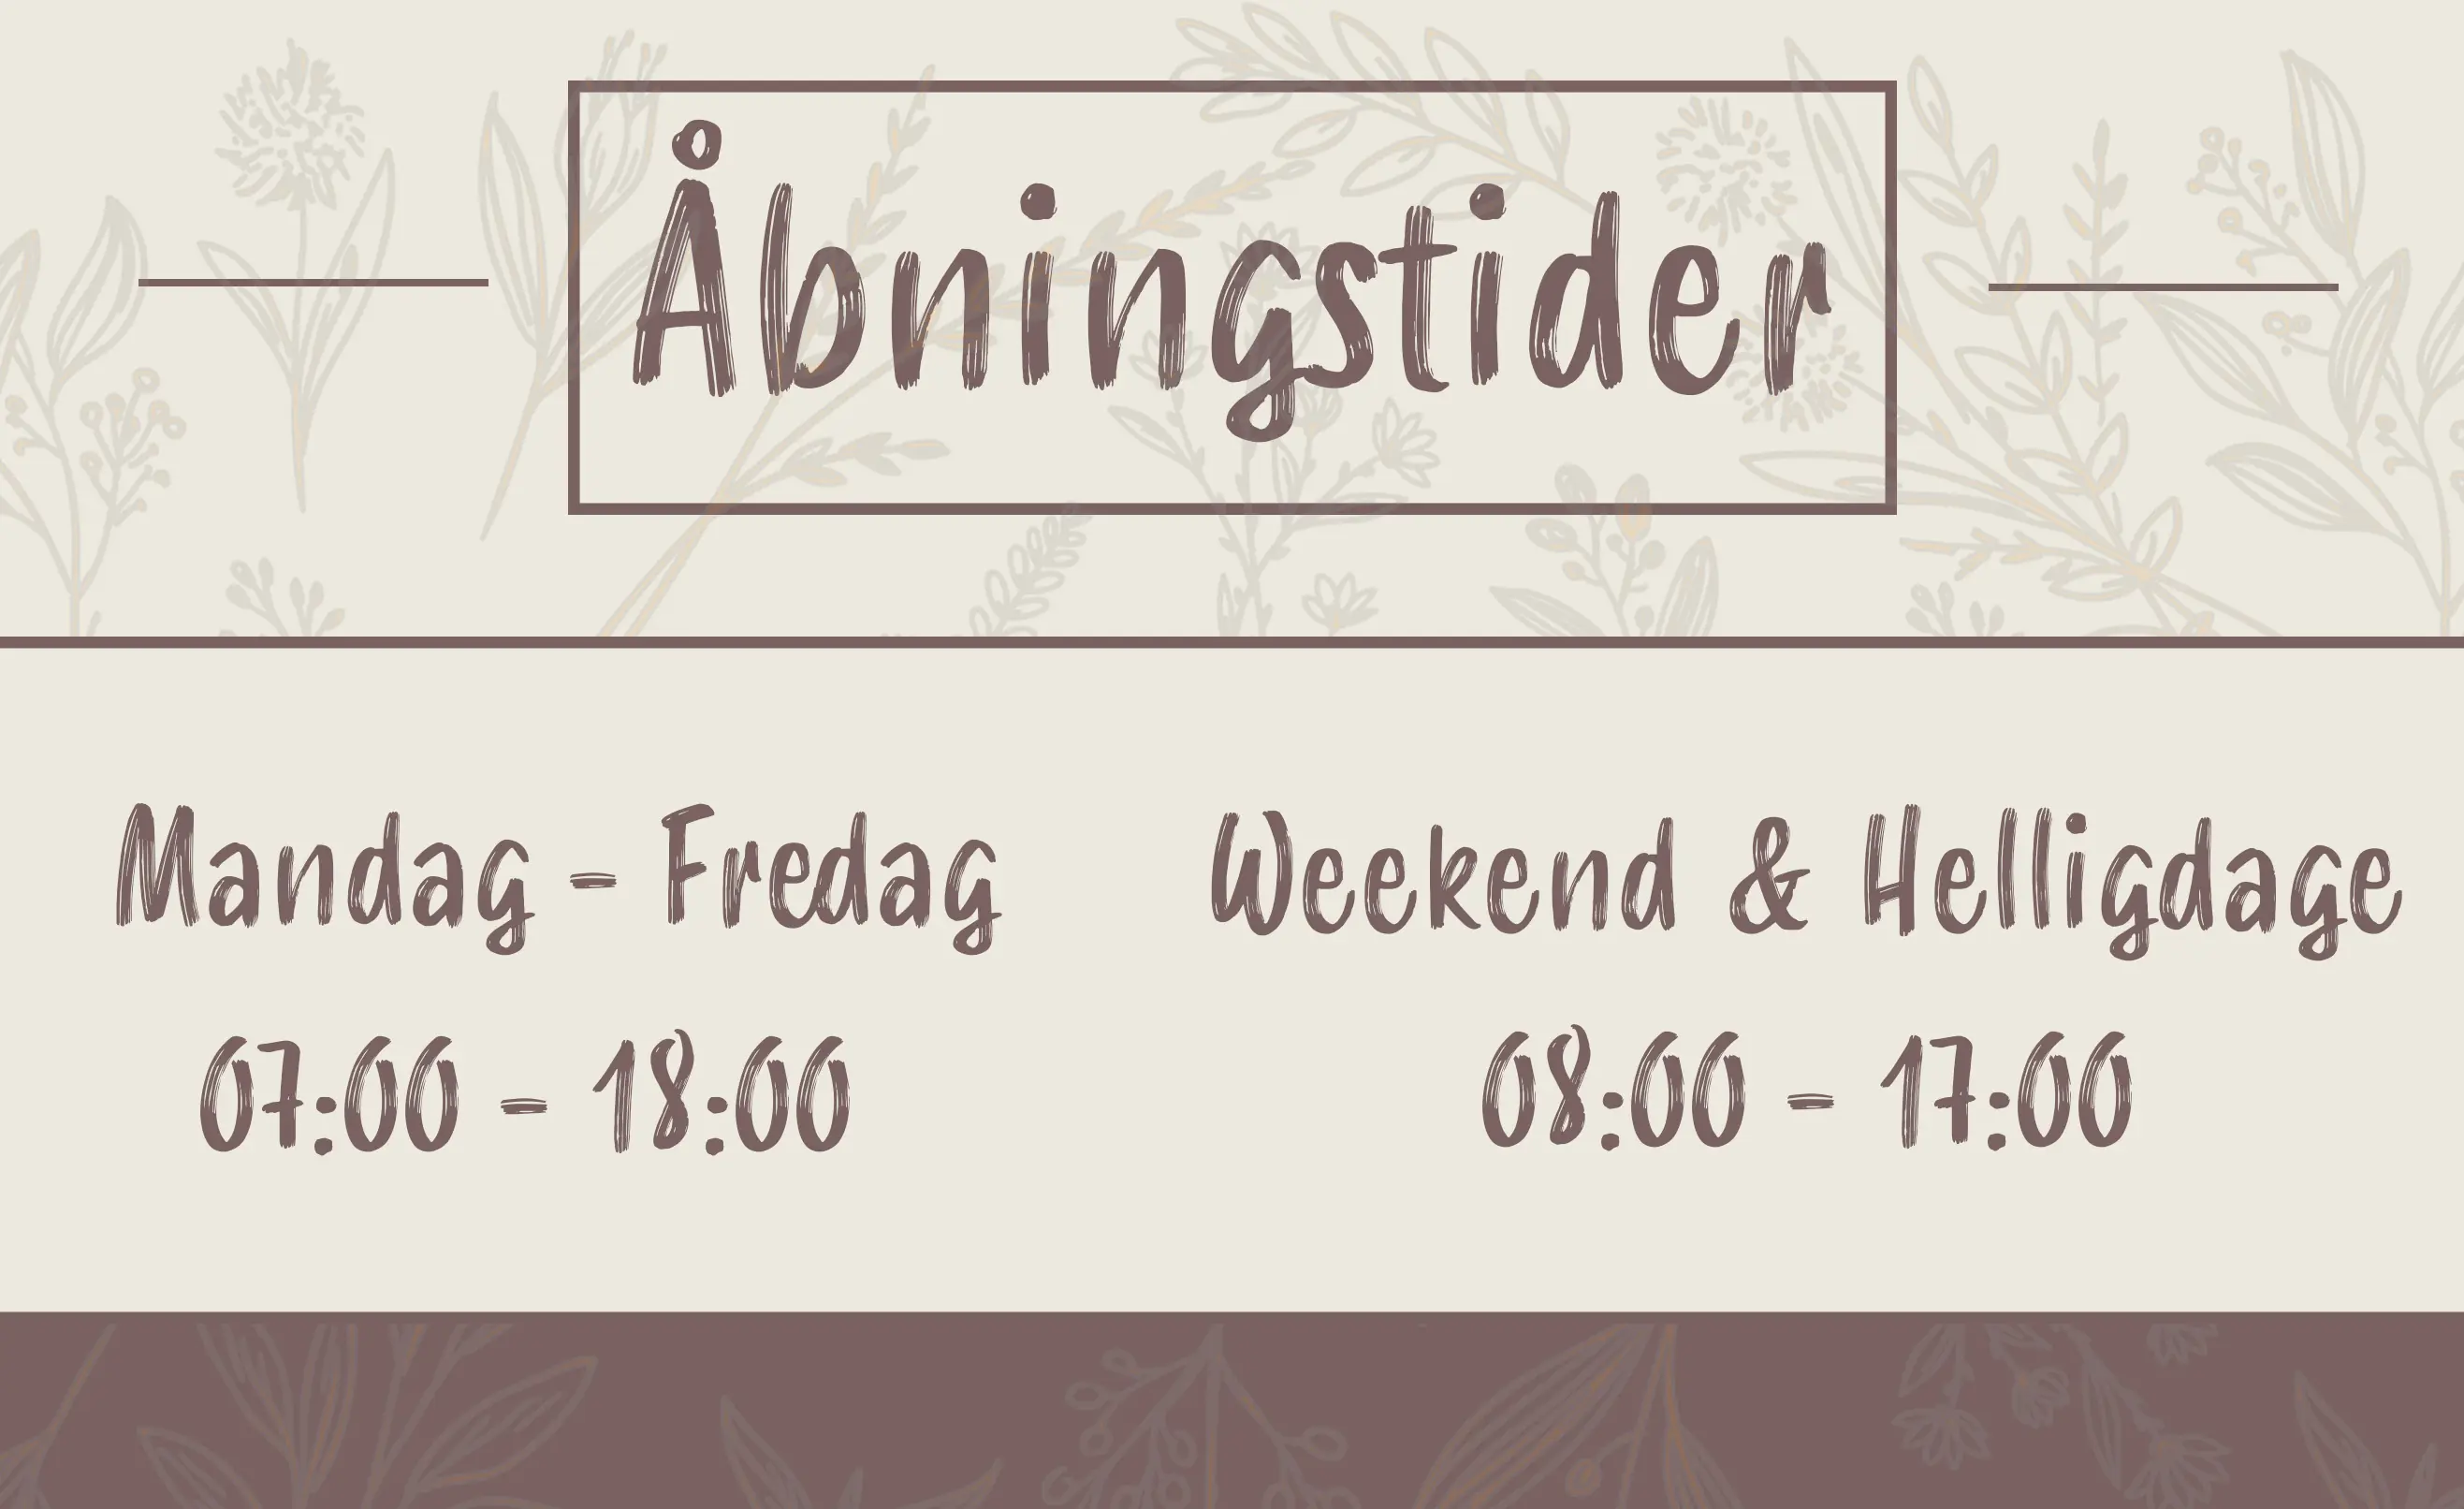 Åbningstider
Mandag - Fredag
07:00 - 18:00
Weekend & Helligdage
08:00 - 17:00